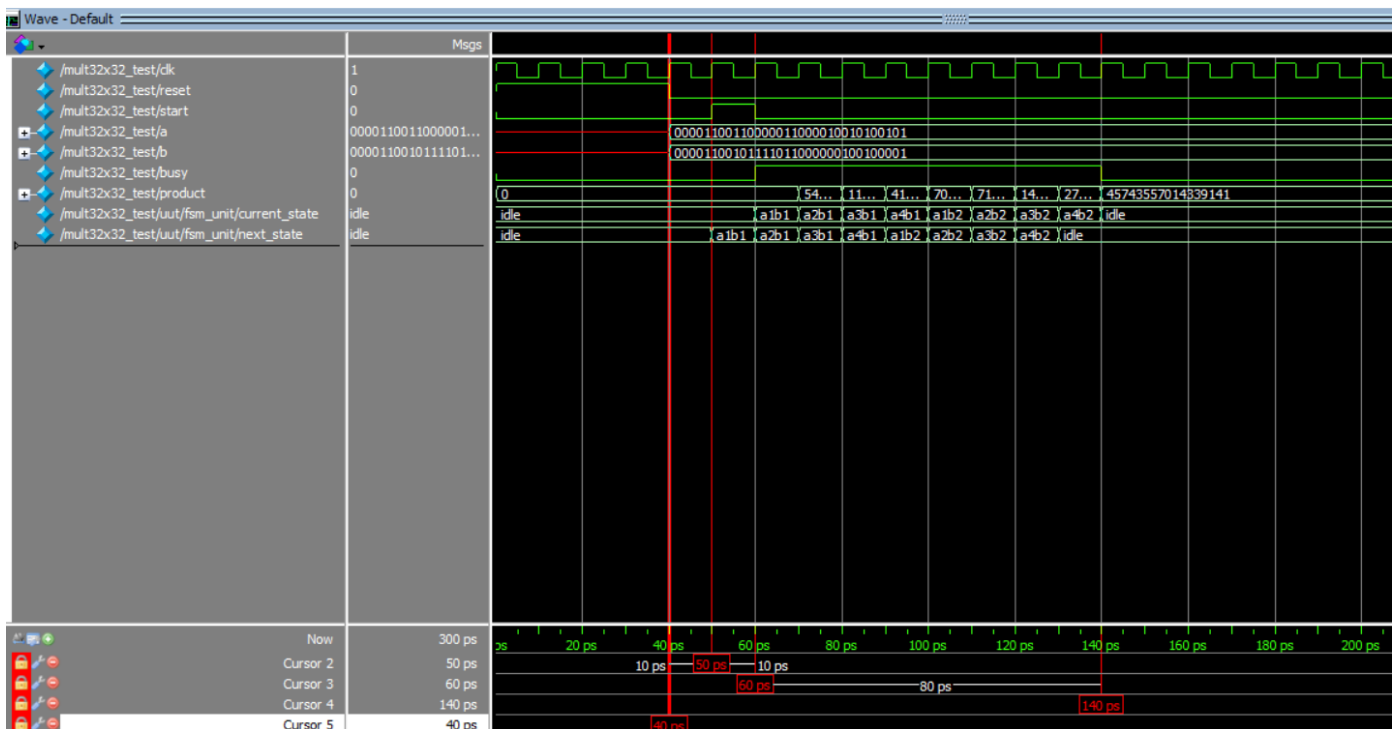 Wave - Default
Msgs
/mult32x32_test/clk 1
/mult32x32_test/reset 0
/mult32x32_test/start 0
/mult32x32_test/a 0000110011000001... 00001100110000011000010010100101
/mult32x32_test/b 0000110010111101... 00001100101111011000000100100001
/mult32x32_test/busy 0
/mult32x32_test/product 0 0 54... 11... 41... 70... 71... 14... 27... 45743557014339141
/mult32x32_test/uut/fsm_unit/current_state idle idle a1b1 a2b1 a3b1 a4b1 a1b2 a2b2 a3b2 a4b2 idle
/mult32x32_test/uut/fsm_unit/next_state idle idle a1b1 a2b1 a3b1 a4b1 a1b2 a2b2 a3b2 a4b2 idle
Now 300 ps ps 20 ps 40 ps 60 ps 80 ps 100 ps 120 ps 140 ps 160 ps 180 ps 200 ps
Cursor 2 50 ps 10 ps 50 ps 10 ps
Cursor 3 60 ps 60 ps 80 ps
Cursor 4 140 ps 140 ps
Cursor 5 40 ps 40 ps